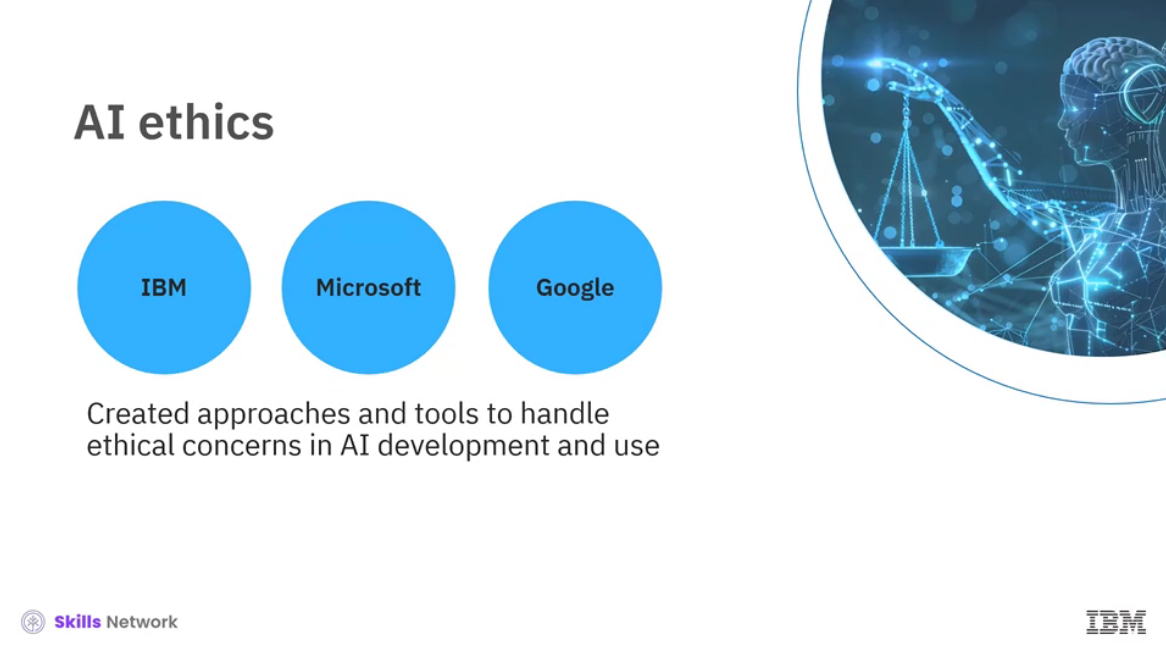 AI ethics
IBM
Microsoft
Google
Created approaches and tools to handle
ethical concerns in AI development and use
Skills Network
IBM